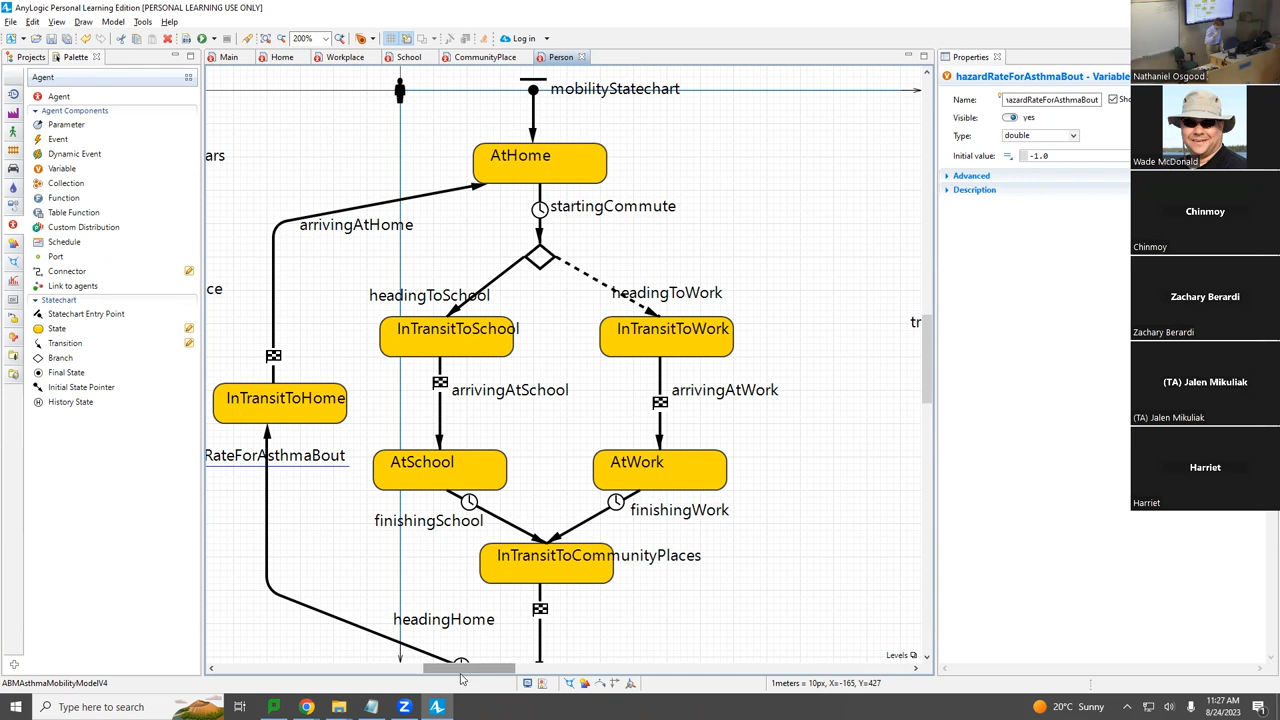 AnyLogic Personal Learning Edition [PERSONAL LEARNING USE ONLY]
File Edit View Draw Model Tools Help
200% Log in
Projects Palette
Main Home Workplace School CommunityPlace Person
Properties
Agent
Agent
Agent Components
Parameter
Event
Dynamic Event
Variable
Collection
Function
Table Function
Custom Distribution
Schedule
Port
Connector
Link to agents
Statechart
Statechart Entry Point
State
Transition
Branch
Final State
Initial State Pointer
History State
mobilityStatechart
ars
AtHome
startingCommute
arrivingAtHome
ce
headingToSchool
headingToWork
InTransitToSchool
InTransitToWork
tr
arrivingAtSchool
arrivingAtWork
InTransitToHome
RateForAsthmaBout
AtSchool
AtWork
finishingSchool
finishingWork
InTransitToCommunityPlaces
headingHome
Levels
hazardRateForAsthmaBout - Variable
Name: hazardRateForAsthmaBout Sho
Visible: yes
Type: double
Initial value: -1.0
Advanced
Description
Nathaniel Osgood
Wade McDonald
Chinmoy
Chinmoy
Zachary Berardi
Zachary Berardi
(TA) Jalen Mikuliak
(TA) Jalen Mikuliak
Harriet
Harriet
ABMAsthmaMobilityModelV4
1meters = 10px, X=-165, Y=427
Type here to search
20°C Sunny
11:27 AM
8/24/2023
1